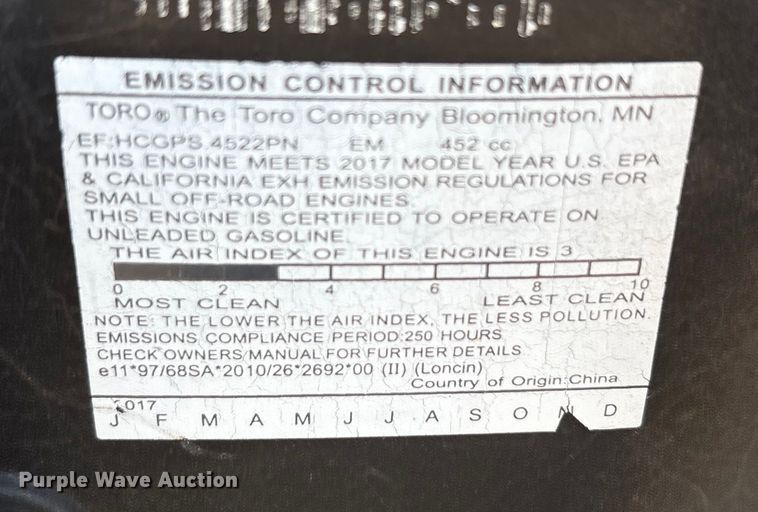 EMISSION CONTROL INFORMATION
TORO® The Toro Company Bloomington, MN
EF:HCGPS.4522PN EM 452 cc
THIS ENGINE MEETS 2017 MODEL YEAR U.S. EPA
& CALIFORNIA EXH EMISSION REGULATIONS FOR
SMALL OFF-ROAD ENGINES.
THIS ENGINE IS CERTIFIED TO OPERATE ON
UNLEADED GASOLINE.
THE AIR INDEX OF THIS ENGINE IS 3
0 2 4 6 8 10
MOST CLEAN LEAST CLEAN
NOTE: THE LOWER THE AIR INDEX, THE LESS POLLUTION.
EMISSIONS COMPLIANCE PERIOD:250 HOURS
CHECK OWNERS MANUAL FOR FURTHER DETAILS
e11*97/68SA*2010/26*2692*00 (II) (Loncin)
Country of Origin:China
2017
J F M A M J J A S O N D
Purple Wave Auction